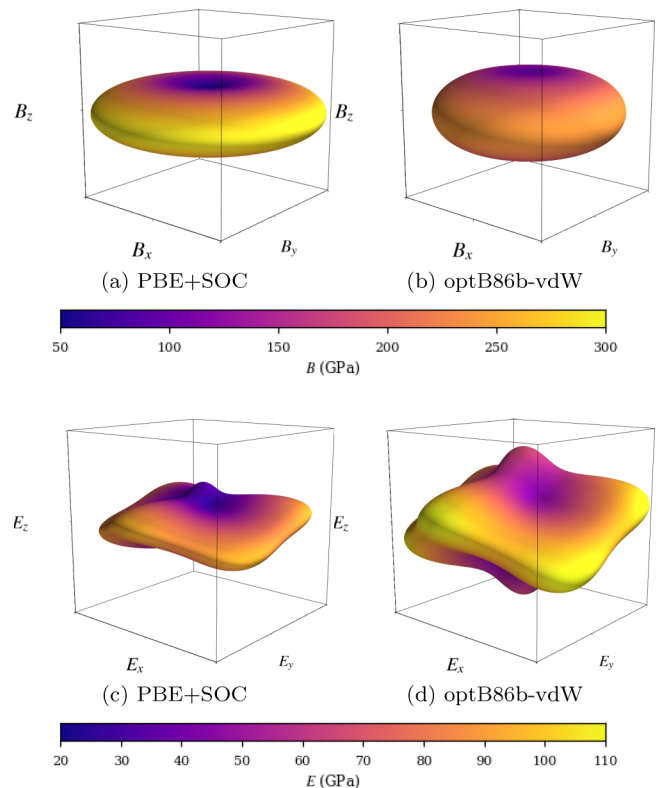 B_z
B_z
B_x
B_y
B_x
B_y
(a) PBE+SOC
(b) optB86b-vdW
50 100 150 200 250 300
B (GPa)
E_z
E_z
E_x
E_y
E_x
E_y
(c) PBE+SOC
(d) optB86b-vdW
20 30 40 50 60 70 80 90 100 110
E (GPa)